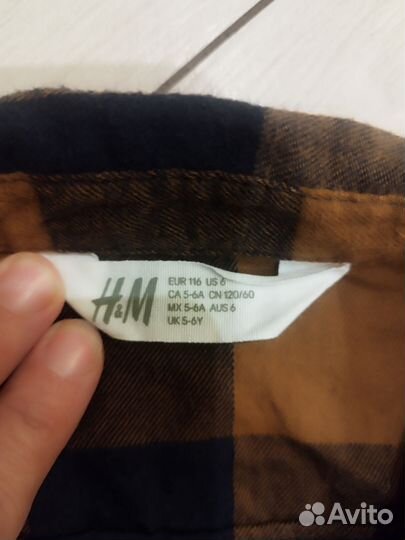 H&M
EUR 116 US 6
CA 5-6A CN 120/60
MX 5-6A AUS 6
UK 5-6Y
Avito